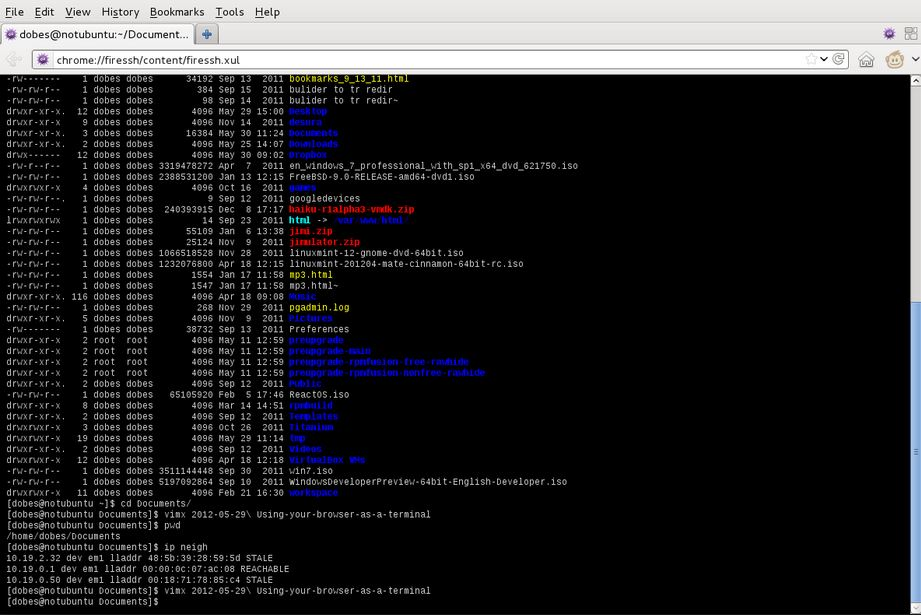 File Edit View History Bookmarks Tools Help
dobes@notubuntu:~/Document...
chrome://firessh/content/firessh.xul
-rw------- 1 dobes dobes 34192 Sep 13 2011 bookmarks_9_13_11.html
-rw-rw-r-- 1 dobes dobes 384 Sep 15 2011 bulider to tr redir
-rw-rw-r-- 1 dobes dobes 98 Sep 14 2011 bulider to tr redir~
drwxr-xr-x. 12 dobes dobes 4096 May 29 15:00 Desktop
drwxrwxr-x 9 dobes dobes 4096 Nov 14 2011 desura
drwxr-xr-x. 3 dobes dobes 16384 May 30 11:24 Documents
drwxr-xr-x. 2 dobes dobes 4096 May 25 14:07 Downloads
drwx------ 12 dobes dobes 4096 May 30 09:02 Dropbox
-rw-rw-r-- 1 dobes dobes 3319478272 Apr 7 2011 en_windows_7_professional_with_sp1_x64_dvd_621750.iso
-rw-rw-r-- 1 dobes dobes 2388531200 Jan 13 12:15 FreeBSD-9.0-RELEASE-amd64-dvd1.iso
drwxrwxr-x 4 dobes dobes 4096 Oct 16 2011 games
-rw-rw-r--. 1 dobes dobes 9 Sep 12 2011 googledevices
-rw-rw-r-- 1 dobes dobes 240393915 Dec 8 17:17 haiku-r1alpha3-vmdk.zip
lrwxrwxrwx 1 dobes dobes 14 Sep 23 2011 html -> /var/www/html/
-rw-rw-r-- 1 dobes dobes 55109 Jan 6 13:38 jimi.zip
-rw-rw-r-- 1 dobes dobes 25124 Nov 9 2011 jimulator.zip
-rw-rw-r-- 1 dobes dobes 1066518528 Nov 28 2011 linuxmint-12-gnome-dvd-64bit.iso
-rw-rw-r-- 1 dobes dobes 1232076800 Apr 18 12:15 linuxmint-201204-mate-cinnamon-64bit-rc.iso
-rw-rw-r-- 1 dobes dobes 1554 Jan 17 11:58 mp3.html
-rw-rw-r-- 1 dobes dobes 1547 Jan 17 11:58 mp3.html~
drwxr-xr-x. 116 dobes dobes 4096 Apr 18 09:08 Music
-rw-rw-r-- 1 dobes dobes 268 Nov 29 2011 pgadmin.log
drwxr-xr-x. 5 dobes dobes 4096 Nov 9 2011 Pictures
-rw------- 1 dobes dobes 38732 Sep 13 2011 Preferences
drwxr-xr-x 2 root root 4096 May 11 12:59 preupgrade
drwxr-xr-x 2 root root 4096 May 11 12:59 preupgrade-main
drwxr-xr-x 2 root root 4096 May 11 12:59 preupgrade-rpmfusion-free-rawhide
drwxr-xr-x 2 root root 4096 May 11 12:59 preupgrade-rpmfusion-nonfree-rawhide
drwxr-xr-x. 2 dobes dobes 4096 Sep 12 2011 Public
-rw-rw-r-- 1 dobes dobes 65105920 Feb 5 17:46 ReactOS.iso
drwxrwxr-x 8 dobes dobes 4096 Mar 14 14:51 rpmbuild
drwxr-xr-x. 2 dobes dobes 4096 Sep 12 2011 Templates
drwxrwxr-x 3 dobes dobes 4096 Oct 26 2011 Titanium
drwxrwxr-x 19 dobes dobes 4096 May 29 11:14 tmp
drwxr-xr-x. 2 dobes dobes 4096 Sep 12 2011 Videos
drwxrwxr-x 12 dobes dobes 4096 Apr 18 12:18 VirtualBox VMs
-rw-rw-r-- 1 dobes dobes 3511144448 Sep 30 2011 win7.iso
-rw-rw-r-- 1 dobes dobes 5197092864 Sep 10 2011 WindowsDeveloperPreview-64bit-English-Developer.iso
drwxrwxr-x 11 dobes dobes 4096 Feb 21 16:30 workspace
[dobes@notubuntu ~]$ cd Documents/
[dobes@notubuntu Documents]$ vimx 2012-05-29\ Using-your-browser-as-a-terminal
[dobes@notubuntu Documents]$ pwd
/home/dobes/Documents
[dobes@notubuntu Documents]$ ip neigh
10.19.2.32 dev em1 lladdr 48:5b:39:28:59:5d STALE
10.19.0.1 dev em1 lladdr 00:00:0c:07:ac:08 REACHABLE
10.19.0.50 dev em1 lladdr 00:18:71:78:85:c4 STALE
[dobes@notubuntu Documents]$ vimx 2012-05-29\ Using-your-browser-as-a-terminal
[dobes@notubuntu Documents]$